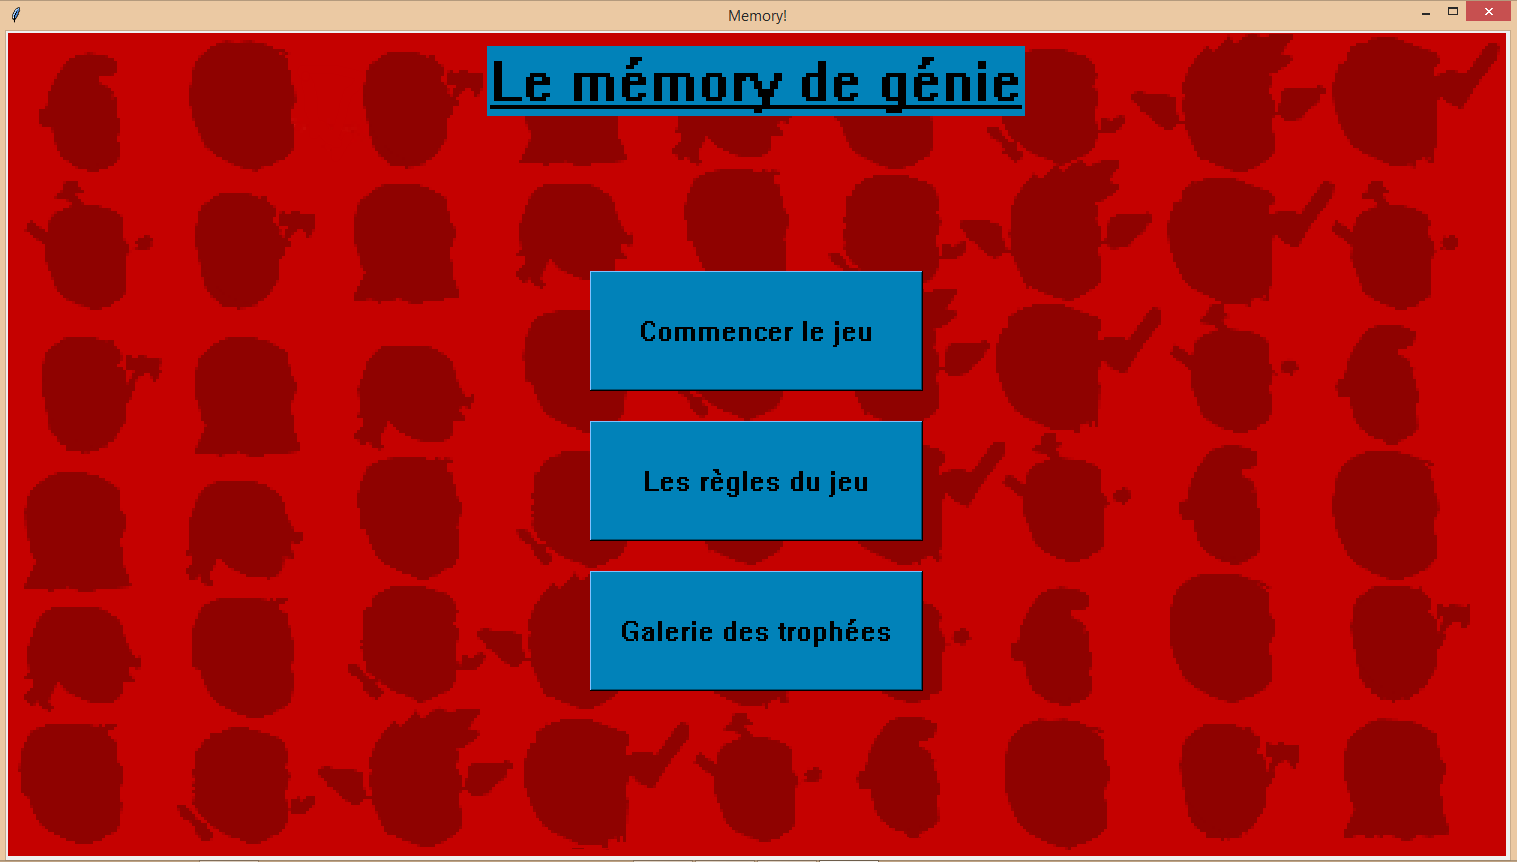 Memory!
Le mémory de génie
Commencer le jeu
Les règles du jeu
Galerie des trophées